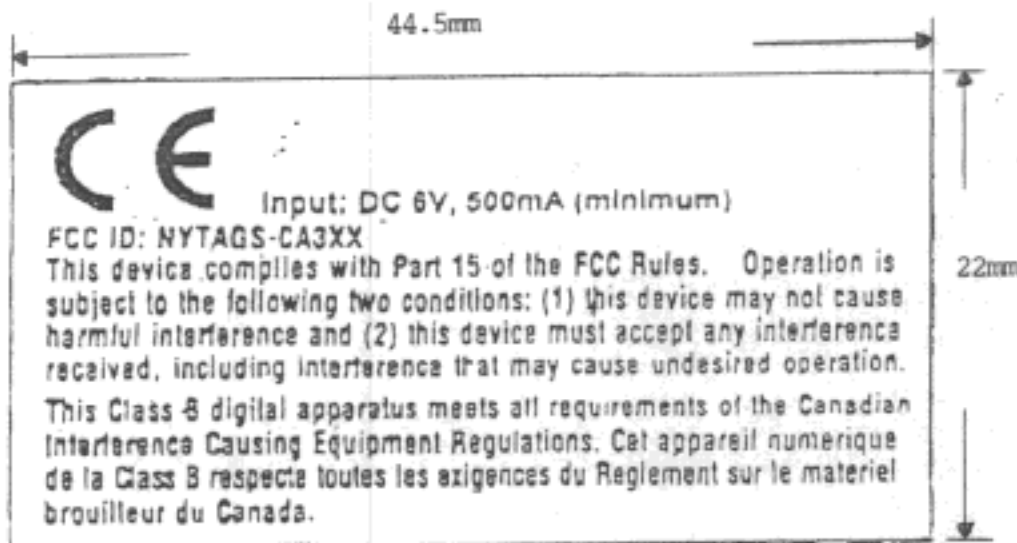 44.5mm
CE
Input: DC 6V, 500mA (minimum)
FCC ID: NYTAGS-CA3XX
This device complies with Part 15 of the FCC Rules. Operation is
22mm
subject to the following two conditions: (1) this device may not cause
harmful interference and (2) this device must accept any interference
received, including interference that may cause undesired operation.
This Class B digital apparatus meets all requirements of the Canadian
Interference Causing Equipment Regulations. Cet appareil numerique
de la Class B respecte toutes les exigences du Reglement sur le materiel
brouilleur du Canada.